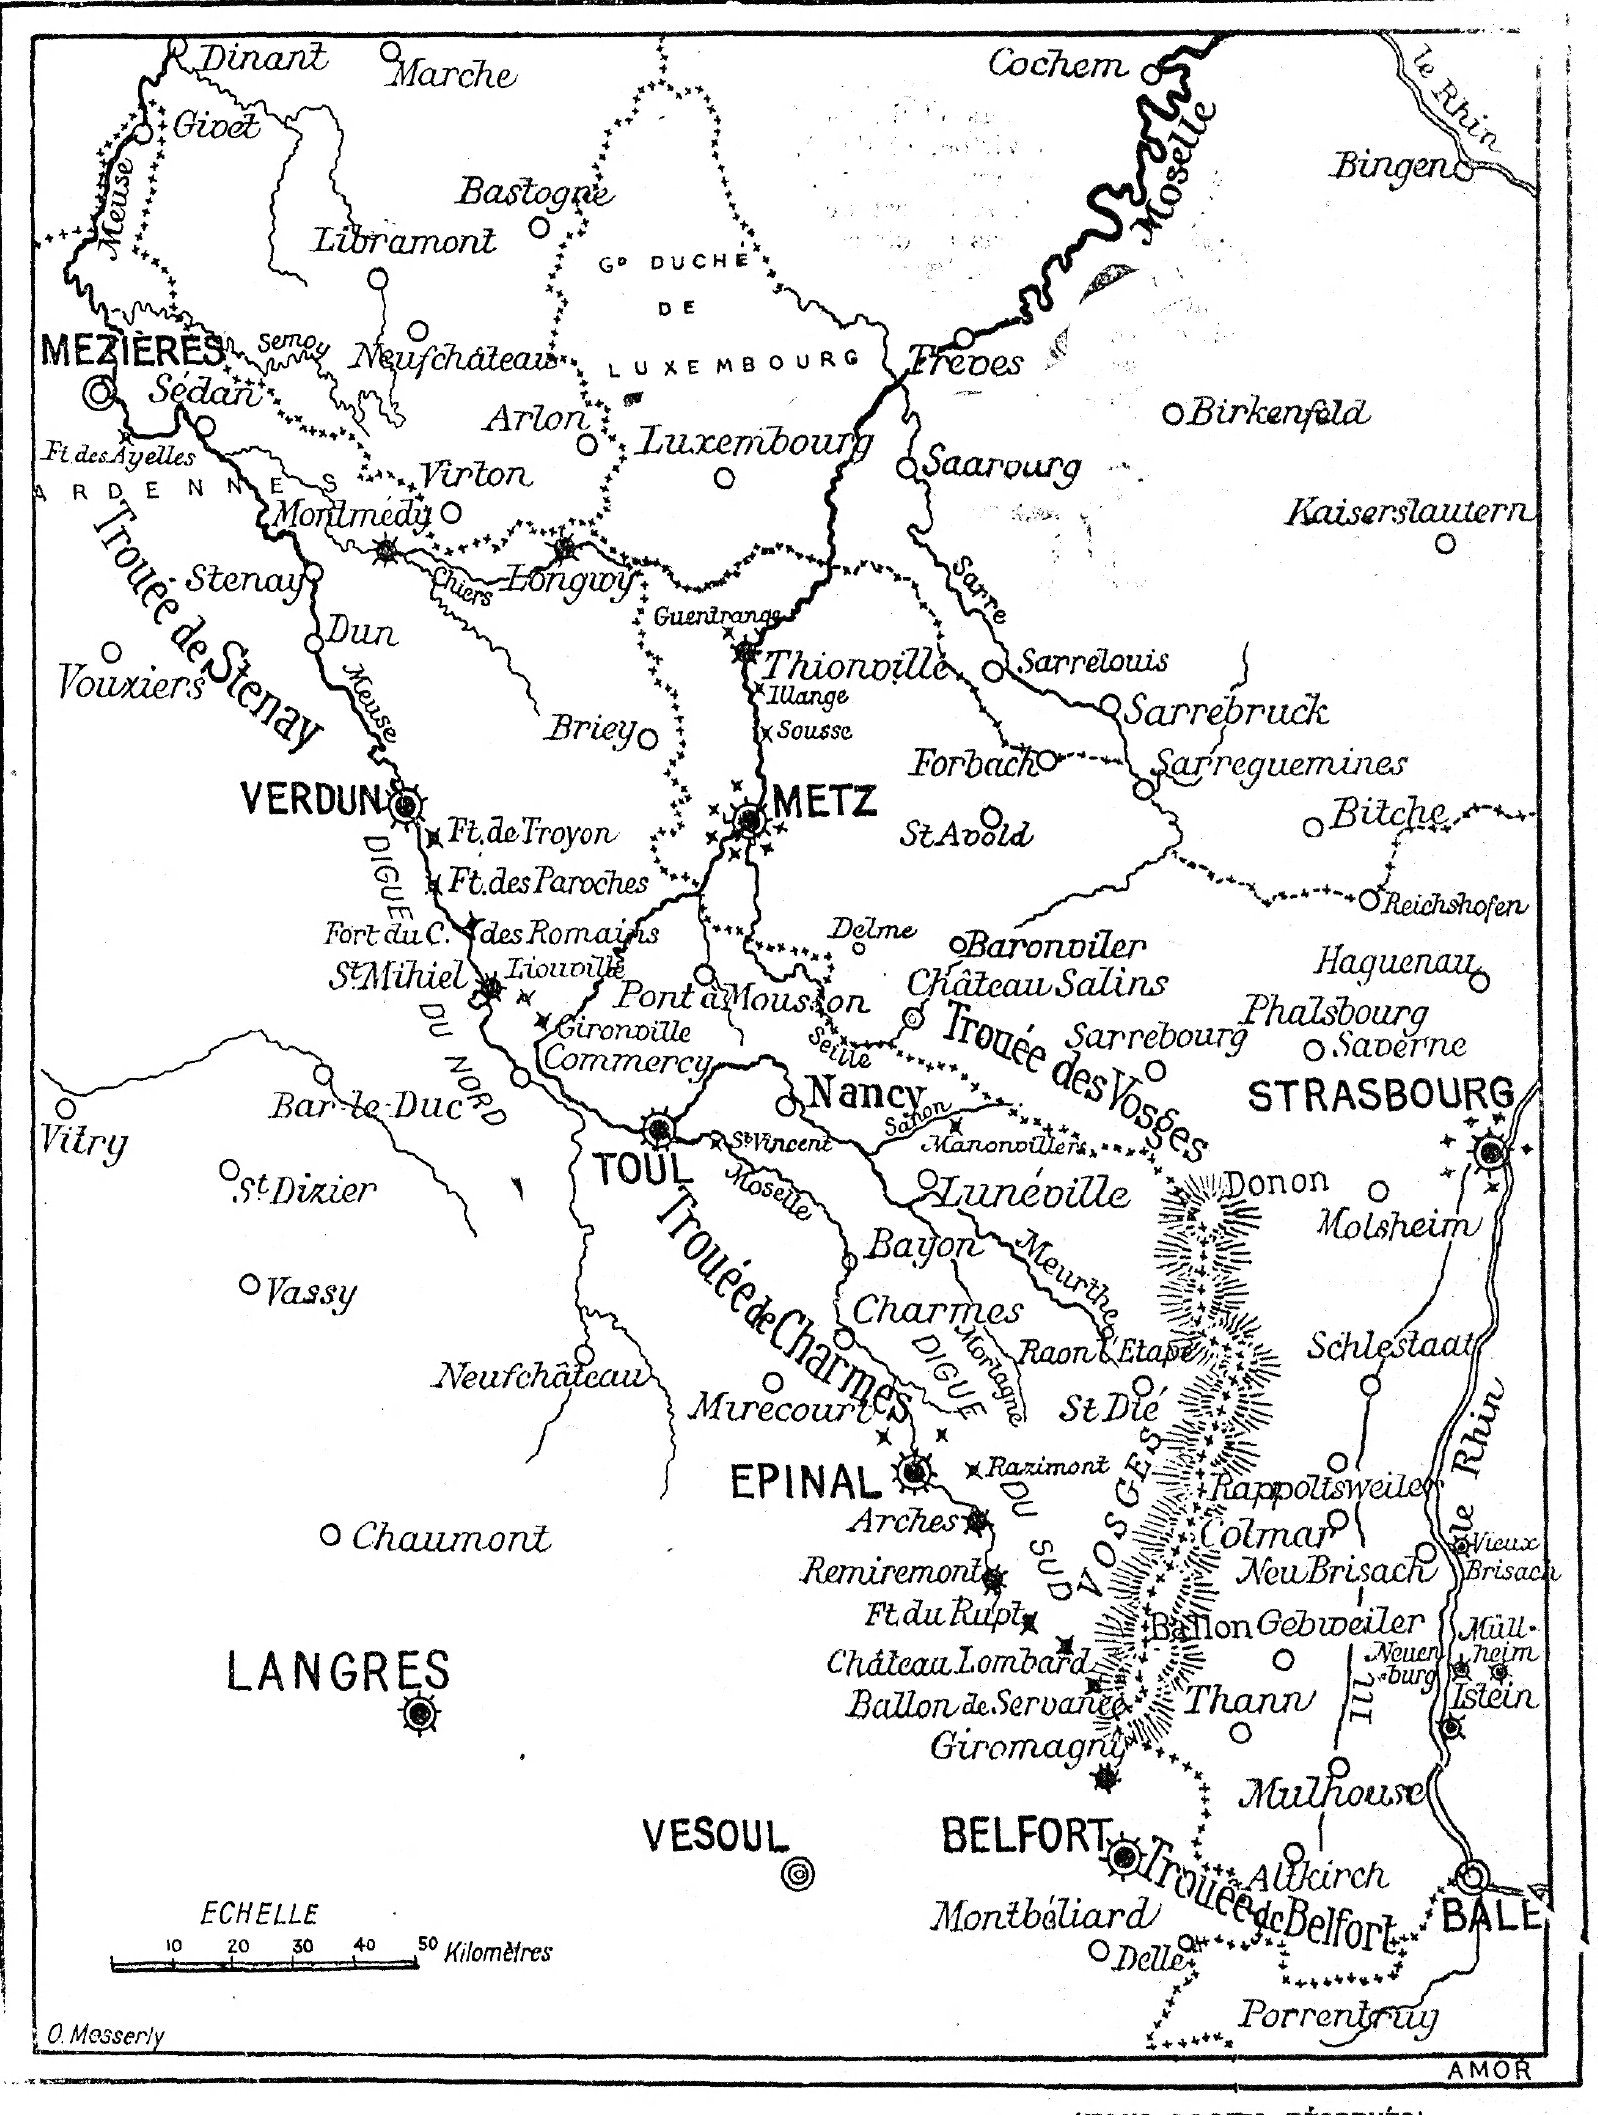 Dinant
Marche
Cochem
le Rhin
Givet
Meuse
Moselle
Bingen
Bastogne
Libramont
Gᴰ DUCHÉ
DE
LUXEMBOURG
MEZIÈRES
Semoy
Neufchâteau
Trèves
Sédan
Arlon
Luxembourg
Birkenfeld
Ft. des Ayelles
Virton
Saarourg
ARDENNES
Montmédy
Kaiserslautern
Trouée de Stenay
Stenay
Chiers
Longwy
Sarre
Guentrange
Dun
Thionville
Sarrelouis
Vouxiers
Meuse
Illange
Sarrebruck
Briey
Sousse
Forbach
Sarreguemines
VERDUN
METZ
Bitche
Ft. de Troyon
St Avold
DIGUE
Ft. des Paroches
Reichshofen
Fort du C. des Romains
Delme
Baronviler
Haguenau
St Mihiel
Liouville
Pont à Mousson
Château Salins
DU NORD
Gironville
Seille
Trouée des Vosges
Sarrebourg
Phalsbourg
Saverne
Commercy
Nancy
STRASBOURG
Bar-le-Duc
Sanon
Vitry
St Vincent
Manonvillers
TOUL
Moselle
St Dizier
Lunéville
Donon
Molsheim
Trouée de Charmes
Bayon
Meurthe
Vassy
Charmes
DIGUE
Mortagne
Raon l'Etape
Schlestaat
Neufchâteau
Mirecourt
St Dié
le Rhin
EPINAL
Razimont
VOSGES
Rappoltsweiler
DU SUD
Chaumont
Arches
Colmar
Vieux
Brisach
Remiremont
Neu Brisach
Ft. du Rupt
Ballon Gebweiler
Müll-
heim
Château Lombard
Neuen
burg
LANGRES
Ballon de Servance
Thann
Ill
Istein
Giromagny
Mulhouse
VESOUL
BELFORT
Trouée de Belfort
Altkirch
Montbéliard
BALE
ECHELLE
10 20 30 40 50 Kilomètres
Delle
Porrentruy
O. Messerly
AMOR